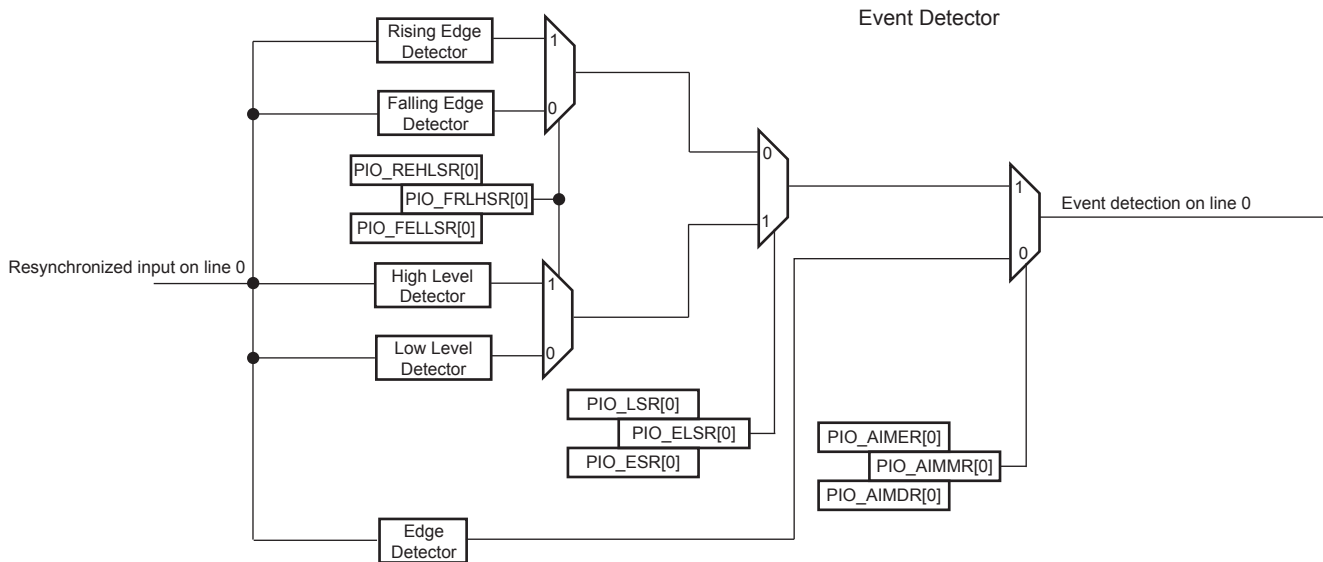 Event Detector
Rising Edge
Detector
1
Falling Edge
Detector
0
PIO_REHLSR[0]
PIO_FRLHSR[0]
PIO_FELLSR[0]
0
1
1
0
Event detection on line 0
Resynchronized input on line 0
High Level
Detector
1
Low Level
Detector
0
PIO_LSR[0]
PIO_ELSR[0]
PIO_ESR[0]
PIO_AIMER[0]
PIO_AIMMR[0]
PIO_AIMDR[0]
Edge
Detector